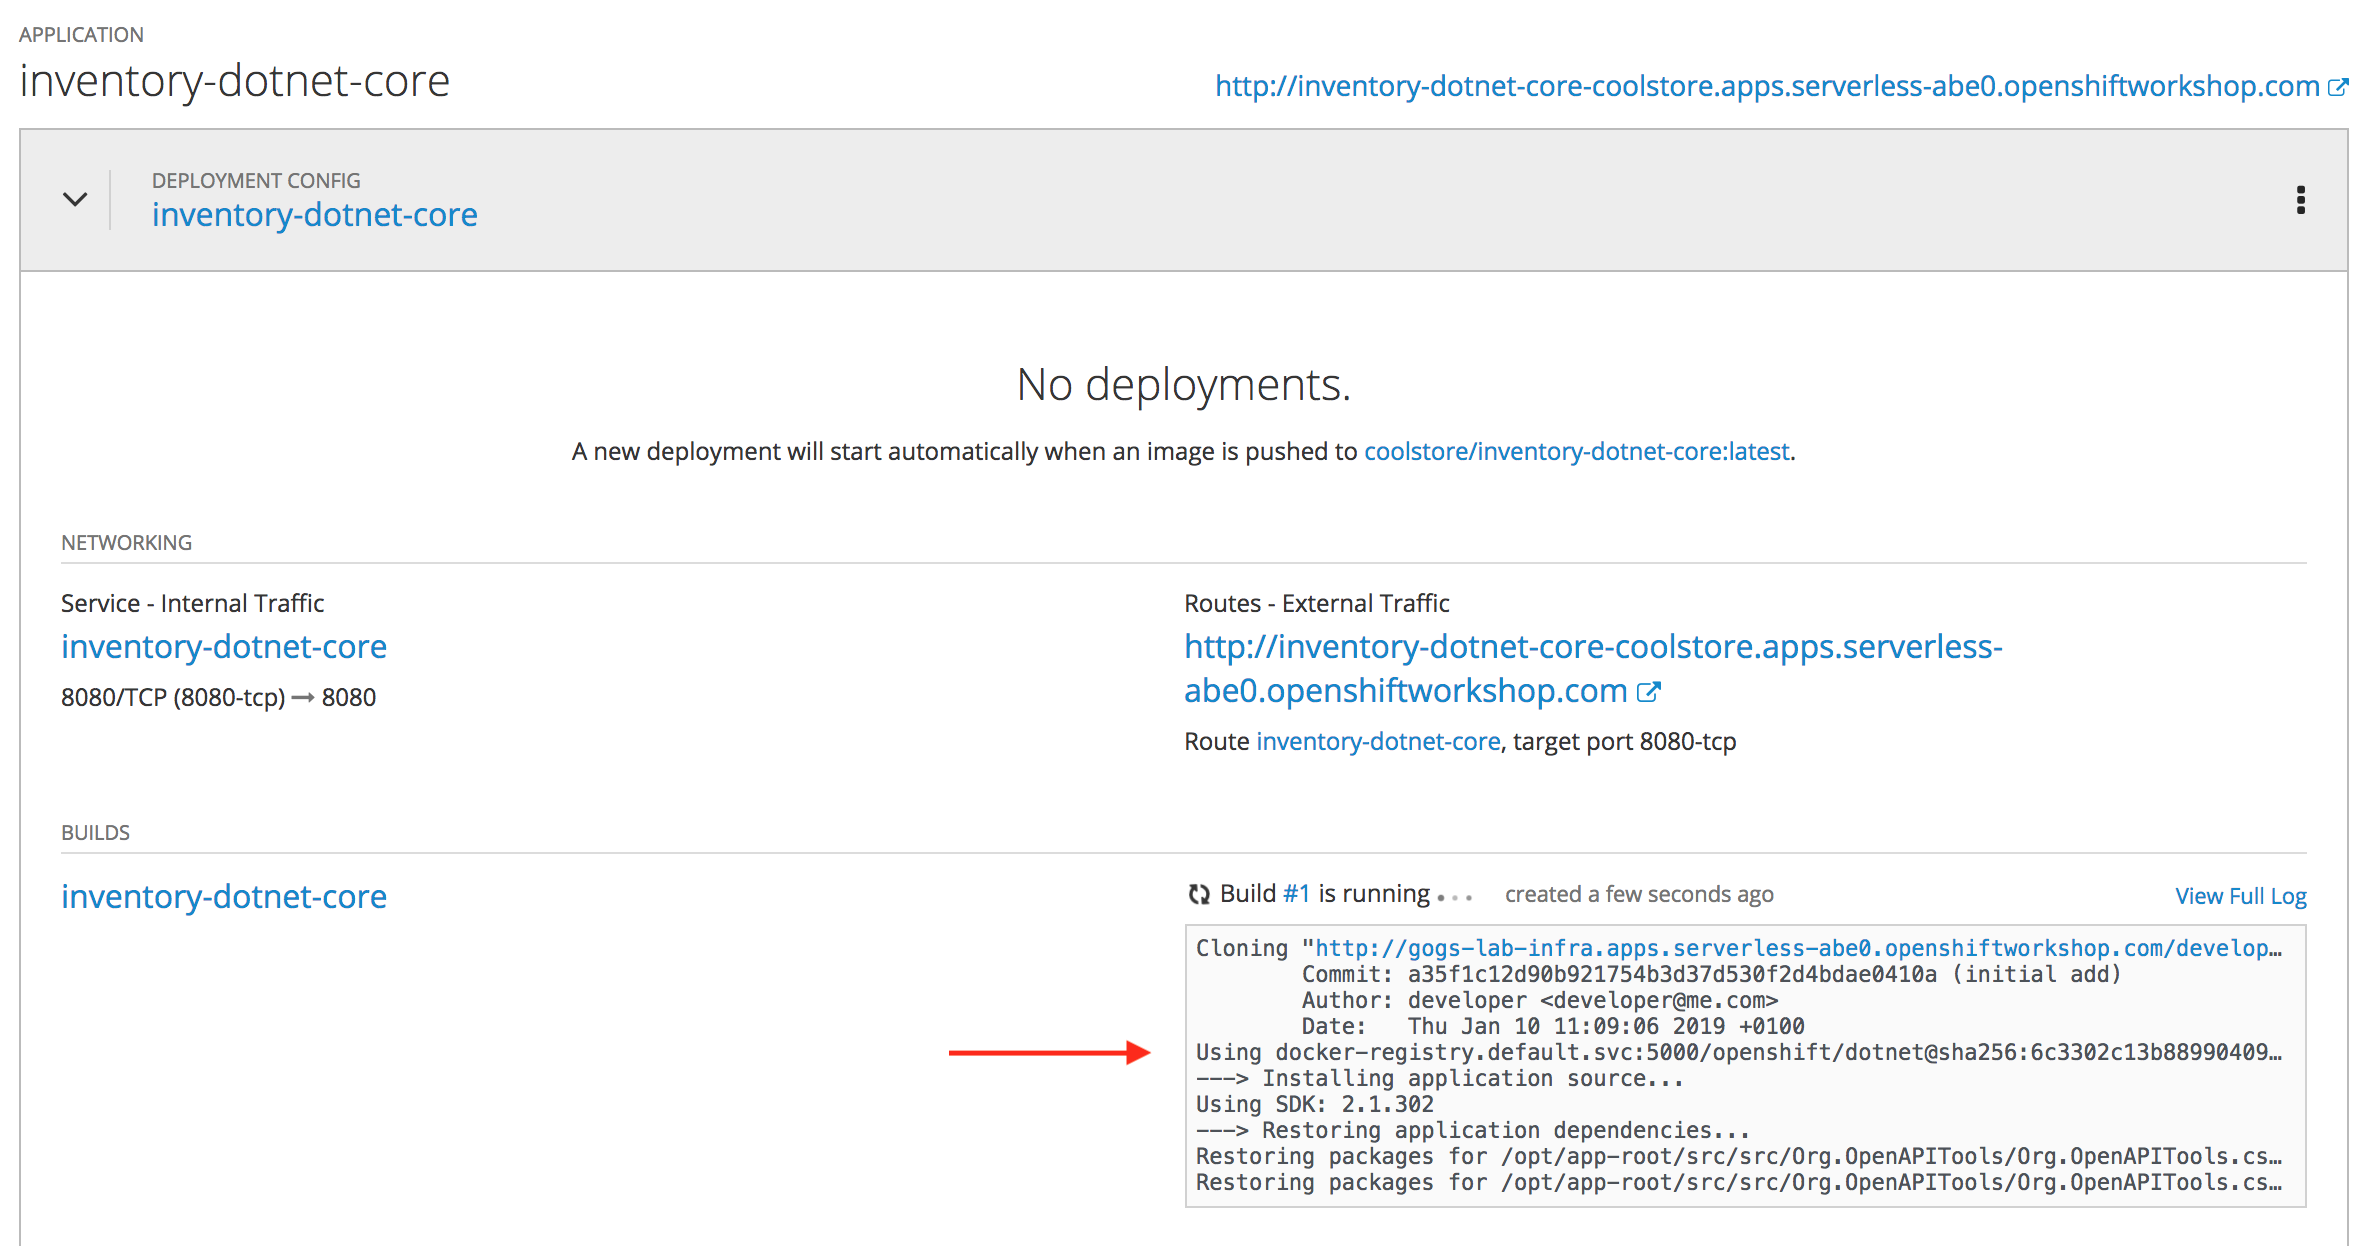 APPLICATION
inventory-dotnet-core
http://inventory-dotnet-core-coolstore.apps.serverless-abe0.openshiftworkshop.com
DEPLOYMENT CONFIG
inventory-dotnet-core
No deployments.
A new deployment will start automatically when an image is pushed to coolstore/inventory-dotnet-core:latest.
NETWORKING
Service - Internal Traffic
inventory-dotnet-core
8080/TCP (8080-tcp) → 8080
Routes - External Traffic
http://inventory-dotnet-core-coolstore.apps.serverless-
abe0.openshiftworkshop.com
Route inventory-dotnet-core, target port 8080-tcp
BUILDS
inventory-dotnet-core
Build #1 is running ... created a few seconds ago
View Full Log
Cloning "http://gogs-lab-infra.apps.serverless-abe0.openshiftworkshop.com/develop…
Commit: a35f1c12d90b921754b3d37d530f2d4bdae0410a (initial add)
Author: developer <developer@me.com>
Date: Thu Jan 10 11:09:06 2019 +0100
Using docker-registry.default.svc:5000/openshift/dotnet@sha256:6c3302c13b88990409…
---> Installing application source...
Using SDK: 2.1.302
---> Restoring application dependencies...
Restoring packages for /opt/app-root/src/src/Org.OpenAPITools/Org.OpenAPITools.cs…
Restoring packages for /opt/app-root/src/src/Org.OpenAPITools/Org.OpenAPITools.cs…